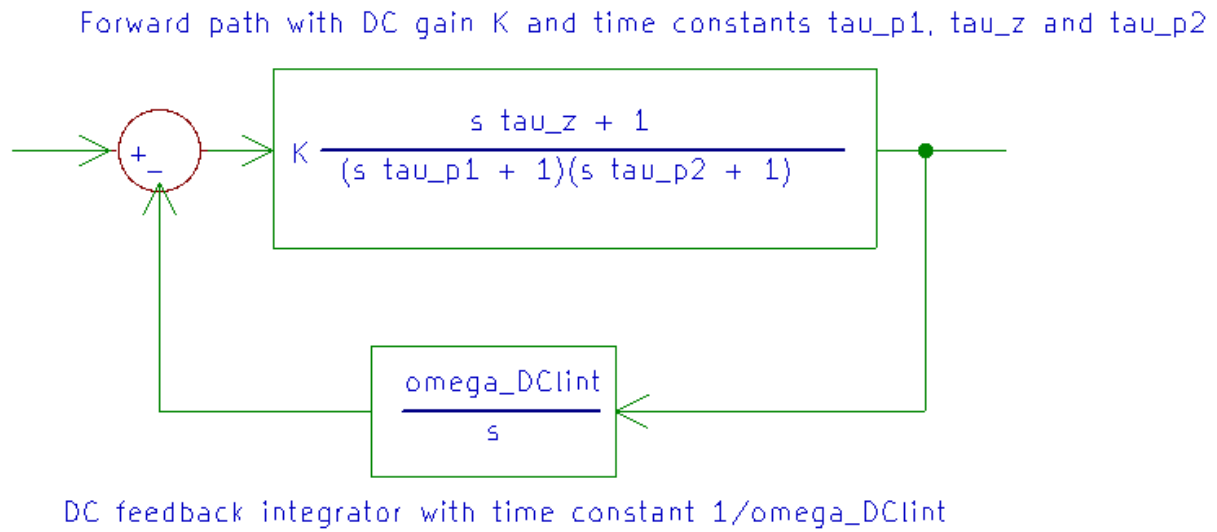 Forward path with DC gain K and time constants tau_p1, tau_z and tau_p2
s tau_z + 1
K
(s tau_p1 + 1)(s tau_p2 + 1)
+
-
omega_DClint
s
DC feedback integrator with time constant 1/omega_DClint